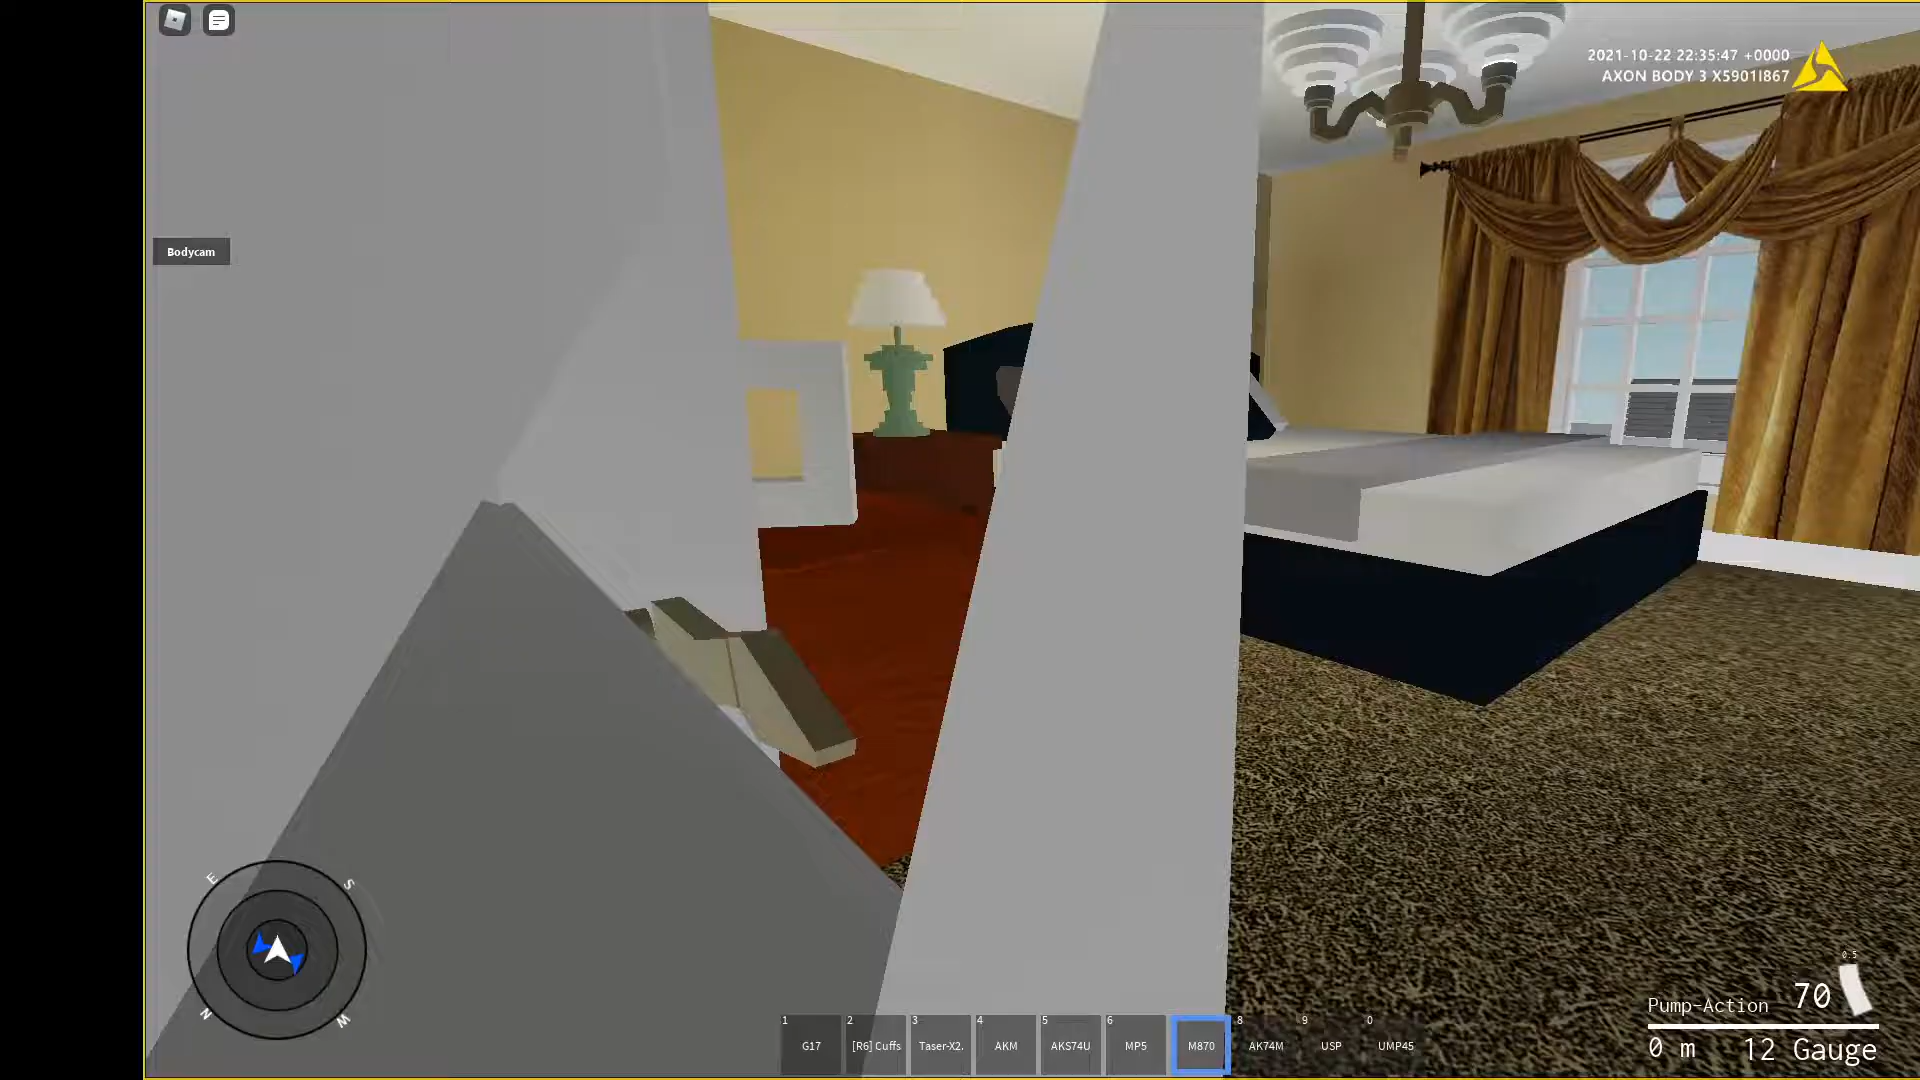 2021-10-22 22:35:47 +0000
AXON BODY 3 X5901I867
Bodycam
E
S
N
W
0.5
Pump-Action 70
0 m 12 Gauge
1 2 3 4 5 6 8 9 0
G17 [R6] Cuffs Taser-X2. AKM AKS74U MP5 M870 AK74M USP UMP45